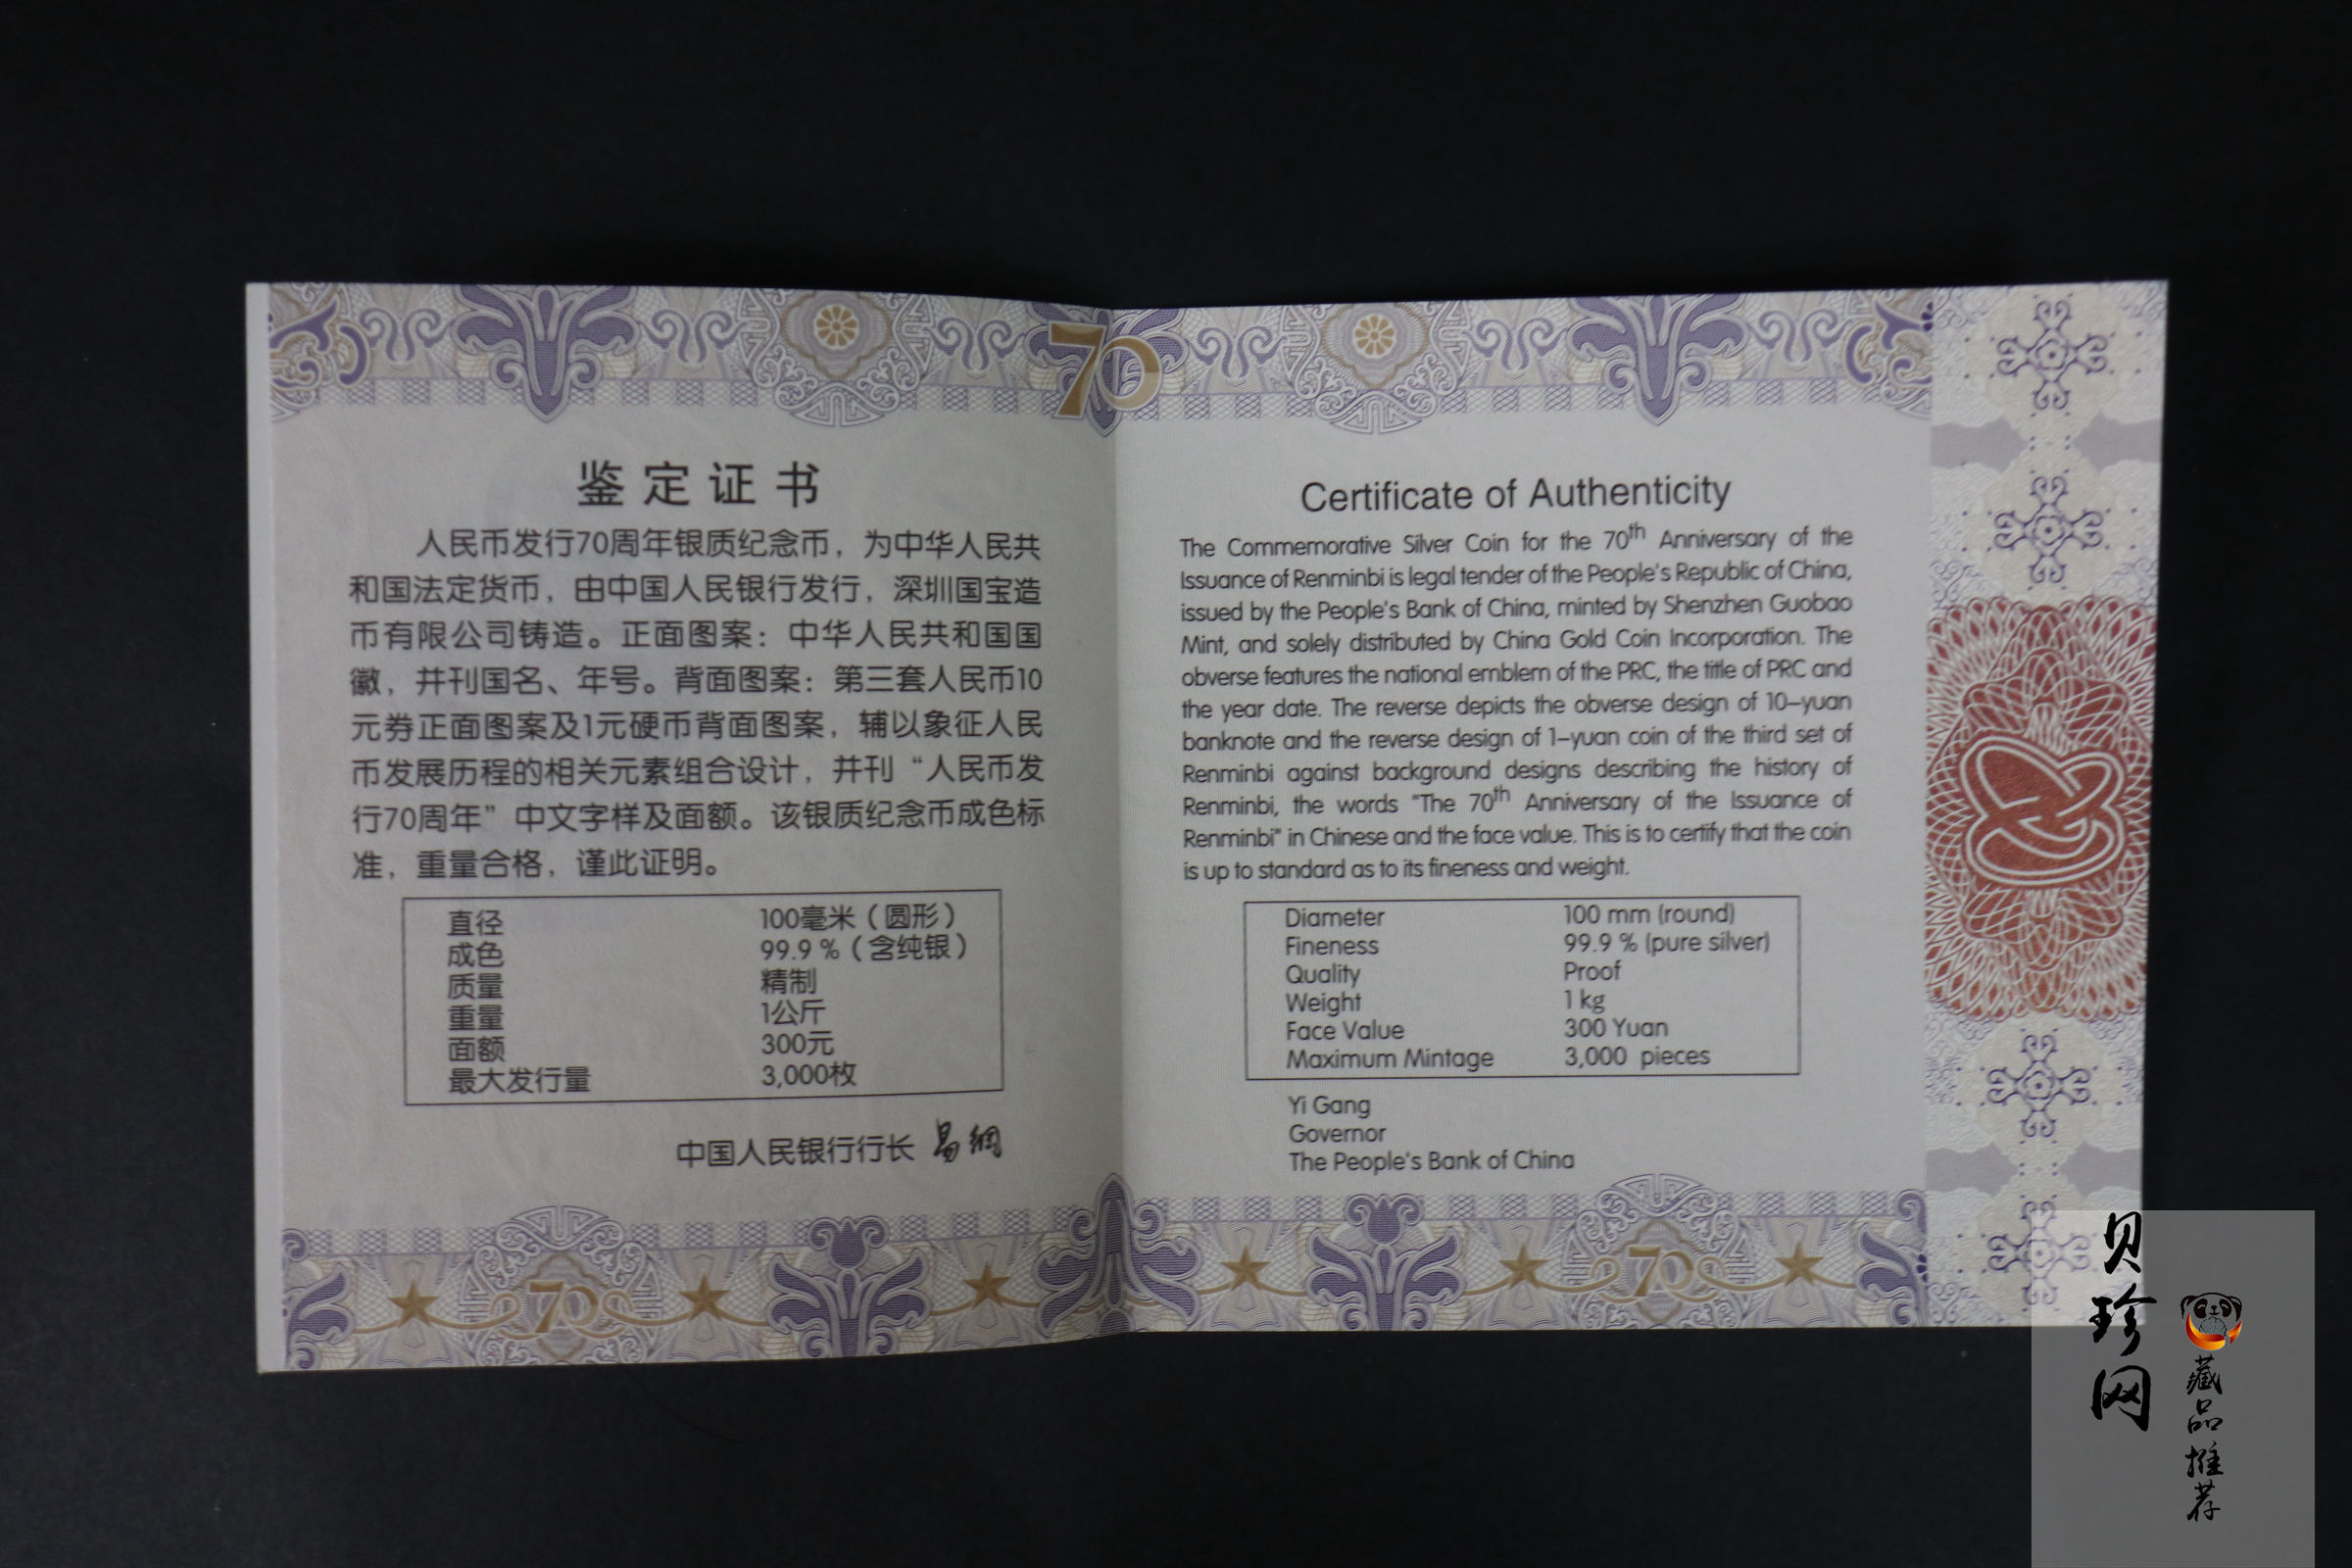 70
鉴定证书
人民币发行70周年银质纪念币，为中华人民共
和国法定货币，由中国人民银行发行，深圳国宝造
币有限公司铸造。正面图案：中华人民共和国国
徽，并刊国名、年号。背面图案：第三套人民币10
元券正面图案及1元硬币背面图案，辅以象征人民
币发展历程的相关元素组合设计，并刊“人民币发
行70周年”中文字样及面额。该银质纪念币成色标
准，重量合格，谨此证明。
直径 100毫米（圆形）
成色 99.9％（含纯银）
质量 精制
重量 1公斤
面额 300元
最大发行量 3,000枚
中国人民银行行长 易纲
70
Certificate of Authenticity
The Commemorative Silver Coin for the 70th Anniversary of the
Issuance of Renminbi is legal tender of the People's Republic of China,
issued by the People's Bank of China, minted by Shenzhen Guobao
Mint, and solely distributed by China Gold Coin Incorporation. The
obverse features the national emblem of the PRC, the title of PRC and
the year date. The reverse depicts the obverse design of 10–yuan
banknote and the reverse design of 1–yuan coin of the third set of
Renminbi against background designs describing the history of
Renminbi, the words "The 70th Anniversary of the Issuance of
Renminbi" in Chinese and the face value. This is to certify that the coin
is up to standard as to its fineness and weight.
Diameter 100 mm (round)
Fineness 99.9 % (pure silver)
Quality Proof
Weight 1 kg
Face Value 300 Yuan
Maximum Mintage 3,000 pieces
Yi Gang
Governor
The People's Bank of China
70
贝珍网
藏品推荐